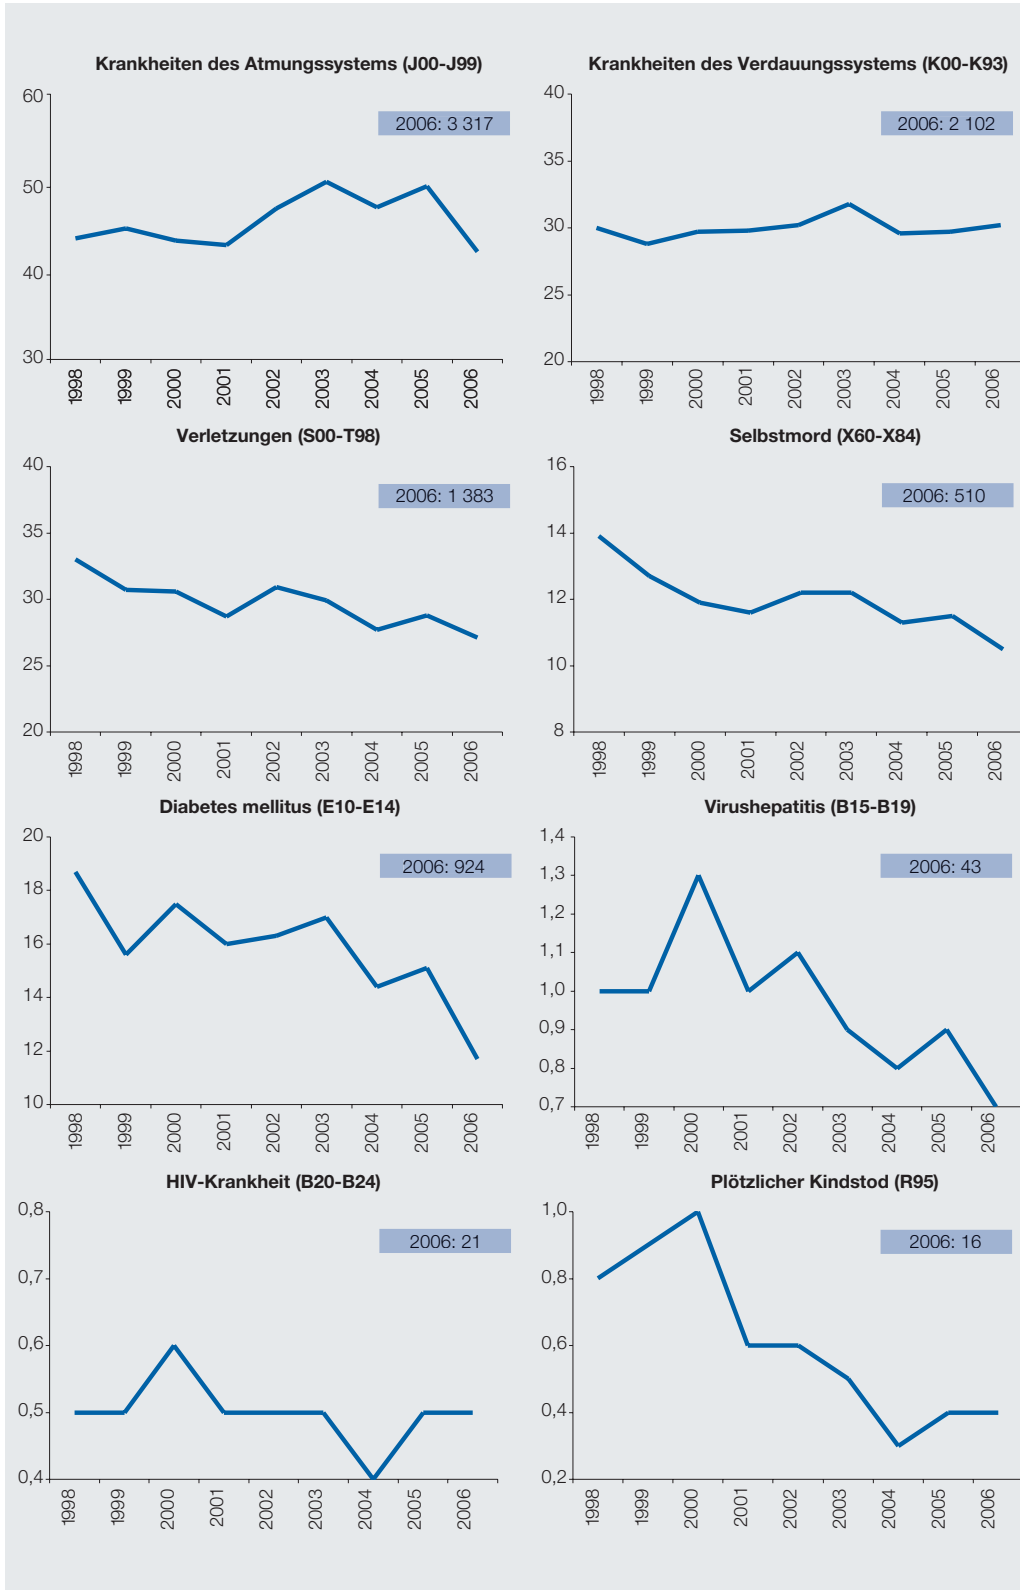 Krankheiten des Atmungssystems (J00-J99)
60
50
40
30
2006: 3 317
1998 1999 2000 2001 2002 2003 2004 2005 2006
Krankheiten des Verdauungssystems (K00-K93)
40
35
30
25
20
2006: 2 102
1998 1999 2000 2001 2002 2003 2004 2005 2006
Verletzungen (S00-T98)
40
35
30
25
20
2006: 1 383
1998 1999 2000 2001 2002 2003 2004 2005 2006
Selbstmord (X60-X84)
16
14
12
10
8
2006: 510
1998 1999 2000 2001 2002 2003 2004 2005 2006
Diabetes mellitus (E10-E14)
20
18
16
14
12
10
2006: 924
1998 1999 2000 2001 2002 2003 2004 2005 2006
Virushepatitis (B15-B19)
1,4
1,3
1,2
1,1
1,0
0,9
0,8
0,7
2006: 43
1998 1999 2000 2001 2002 2003 2004 2005 2006
HIV-Krankheit (B20-B24)
0,8
0,7
0,6
0,5
0,4
2006: 21
1998 1999 2000 2001 2002 2003 2004 2005 2006
Plötzlicher Kindstod (R95)
1,0
0,8
0,6
0,4
0,2
2006: 16
1998 1999 2000 2001 2002 2003 2004 2005 2006